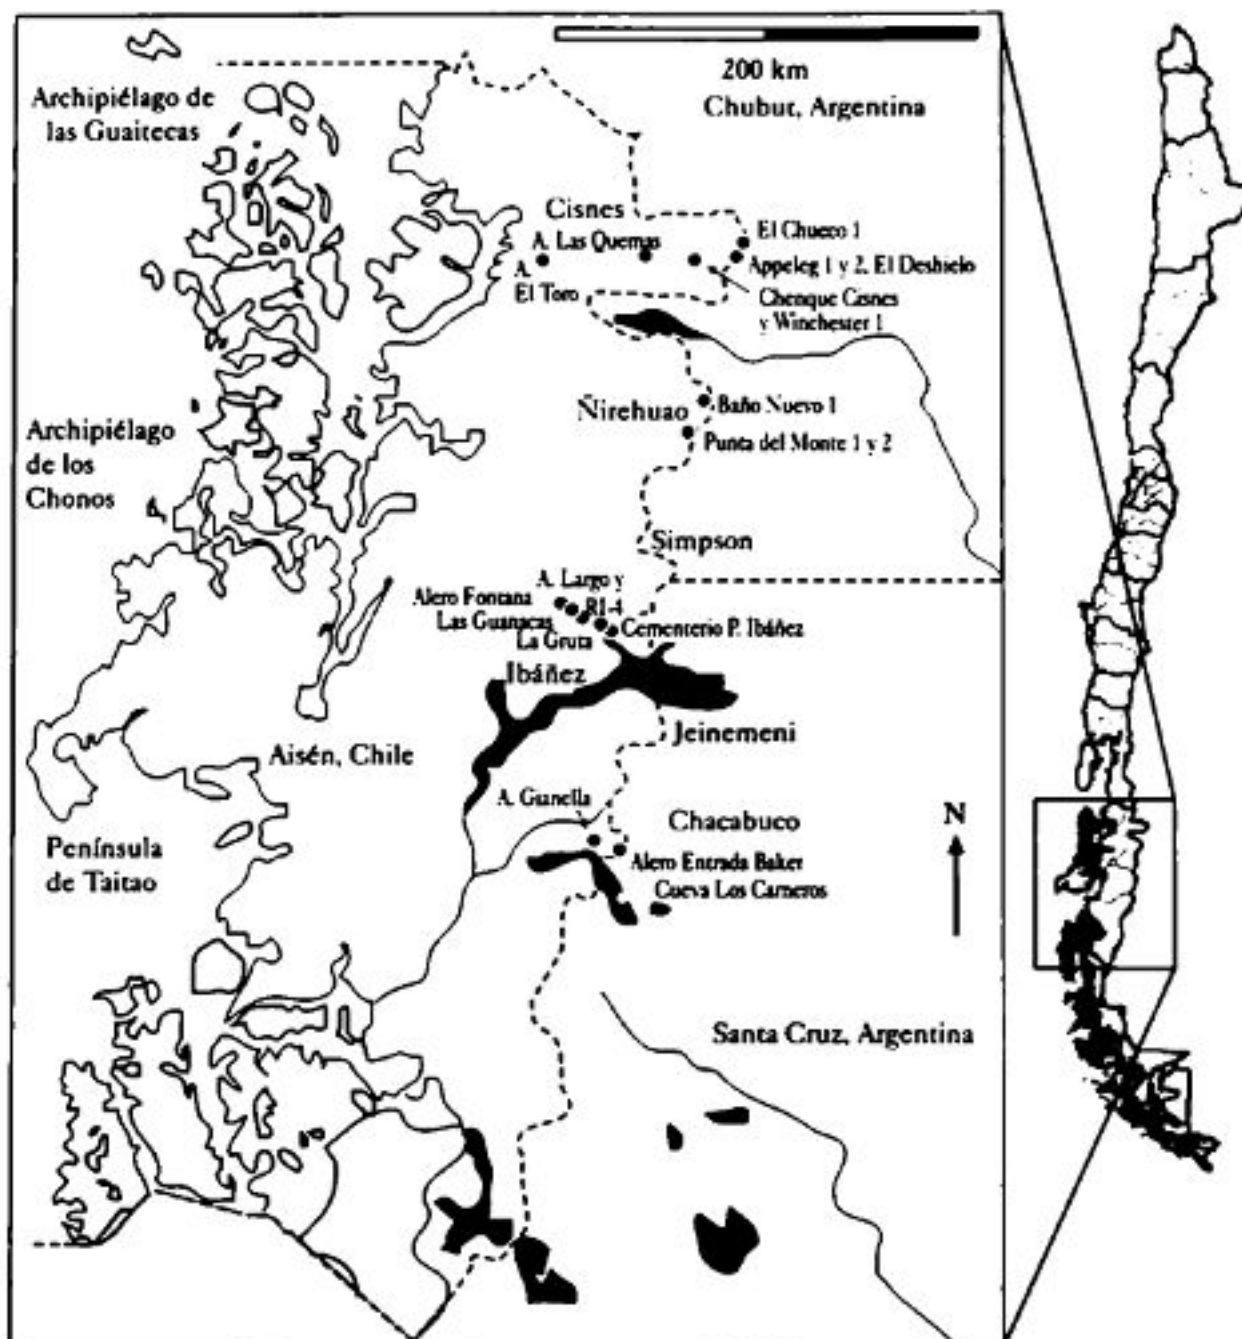 200 km
Chubut, Argentina
Archipiélago de
las Guaitecas
Cisnes
A. Las Quemas
A.
El Toro
El Chueco 1
Appeleg 1 y 2, El Deshielo
Chenque Cisnes
y Winchester 1
Ñirehuao
Baño Nuevo 1
Punta del Monte 1 y 2
Archipiélago
de los
Chonos
Simpson
A. Largo y
RI-4
Alero Fontana
Las Guanacas
La Gruta
Cementerio P. Ibáñez
Ibáñez
Jeinemeni
Aisén, Chile
A. Gianella
Chacabuco
N
Península
de Taitao
Alero Entrada Baker
Cueva Los Carneros
Santa Cruz, Argentina